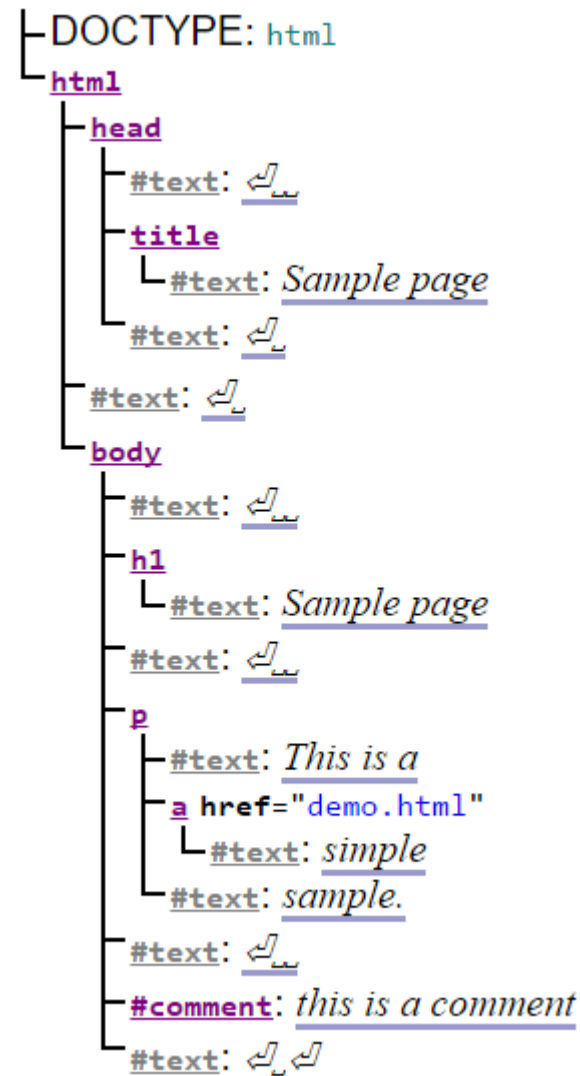 DOCTYPE: html
html
head
#text: ⏎␣␣
title
#text: Sample page
#text: ⏎␣
#text: ⏎␣
body
#text: ⏎␣␣
h1
#text: Sample page
#text: ⏎␣␣
p
#text: This is a
a href="demo.html"
#text: simple
#text: sample.
#text: ⏎␣␣
#comment: this is a comment
#text: ⏎␣⏎